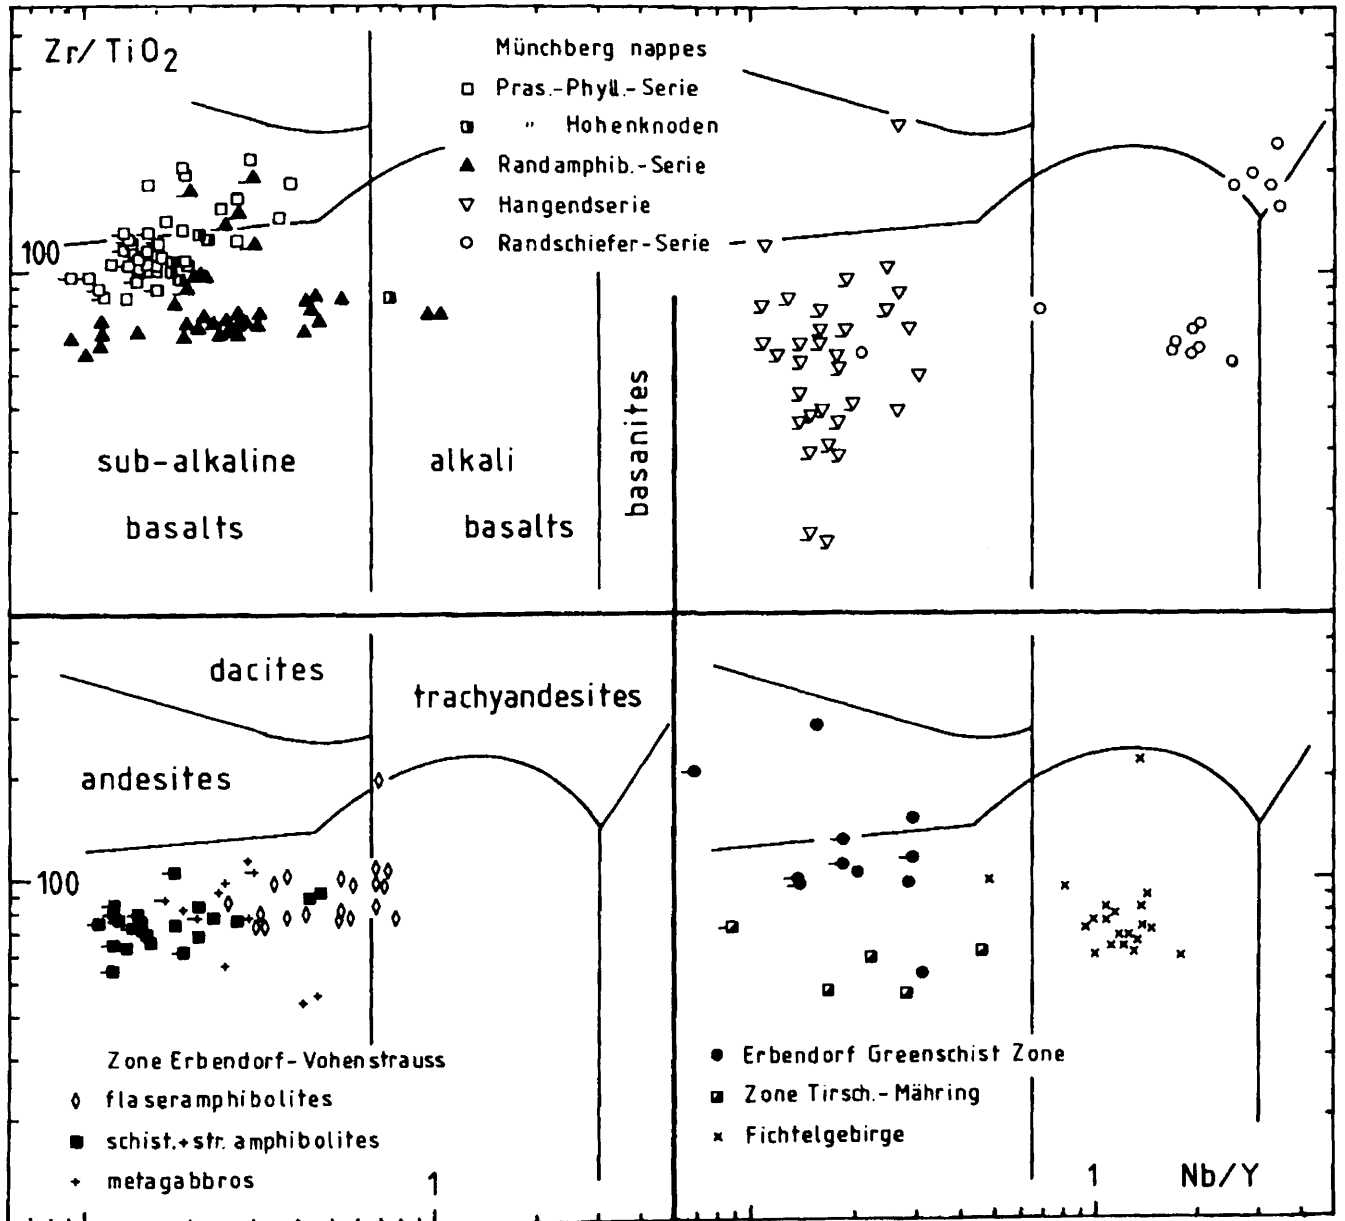 Zr/TiO₂
Münchberg nappes
Pras.-Phyll.-Serie
" Hohenknoden
Randamphib.-Serie
Hangendserie
Randschiefer-Serie
100
sub-alkaline
basalts
alkali
basalts
basanites
dacites
trachyandesites
andesites
100
Zone Erbendorf-Vohenstrauss
flaseramphibolites
schist.+str. amphibolites
metagabbros
1
Erbendorf Greenschist Zone
Zone Tirsch.-Mähring
Fichtelgebirge
1
Nb/Y